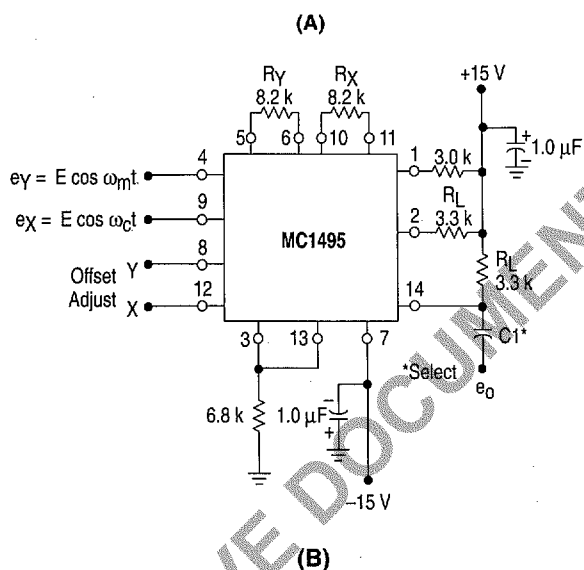 (A)
RY
8.2 k
RX
8.2 k
+15 V
5
6
10
11
4
eY = E cos ωmt
1
3.0 k
+
–
1.0 µF
9
eX = E cos ωct
RL
2
3.3 k
MC1495
8
Y
Offset
Adjust
12
X
RL
3.3 k
14
C1*
3
13
7
*Select
eo
6.8 k
1.0 µF
–
+
–15 V
(B)
VE DOCUMENT